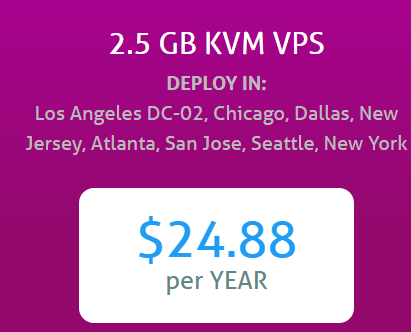 2.5 GB KVM VPS
DEPLOY IN:
Los Angeles DC-02, Chicago, Dallas, New
Jersey, Atlanta, San Jose, Seattle, New York
$24.88
per YEAR